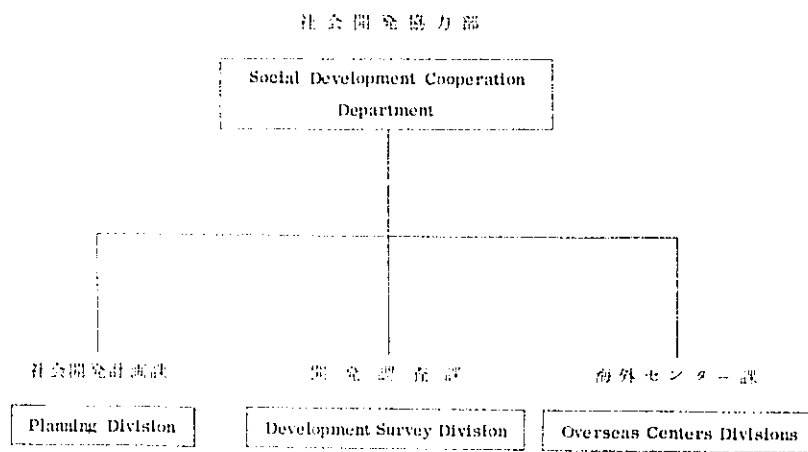 社会開発協力部
Social Development Cooperation
Department
社会開発計画課
開発調査課
海外センター課
Planning Division
Development Survey Division
Overseas Centers Divisions